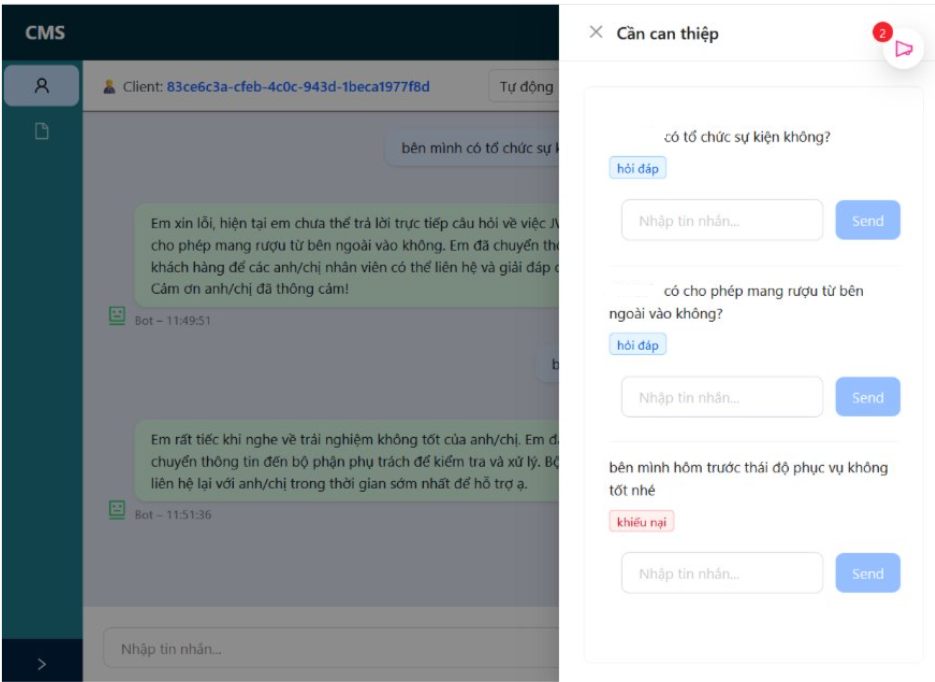 CMS
Client: 83ce6c3a-cfeb-4c0c-943d-1beca1977f8d
Tự động
bên mình có tổ chức sự
Em xin lỗi, hiện tại em chưa thể trả lời trực tiếp câu hỏi về việc
cho phép mang rượu từ bên ngoài vào không. Em đã chuyển
khách hàng để các anh/chị nhân viên có thể liên hệ và giải đáp
Cảm ơn anh/chị đã thông cảm!
Bot – 11:49:51
b
Em rất tiếc khi nghe về trải nghiệm không tốt của anh/chị. Em
chuyển thông tin đến bộ phận phụ trách để kiểm tra và xử lý.
liên hệ lại với anh/chị trong thời gian sớm nhất để hỗ trợ ạ.
Bot – 11:51:36
Nhập tin nhắn...
Cần can thiệp
2
có tổ chức sự kiện không?
hỏi đáp
Nhập tin nhắn... Send
có cho phép mang rượu từ bên
ngoài vào không?
hỏi đáp
Nhập tin nhắn... Send
bên mình hôm trước thái độ phục vụ không
tốt nhé
khiếu nại
Nhập tin nhắn... Send